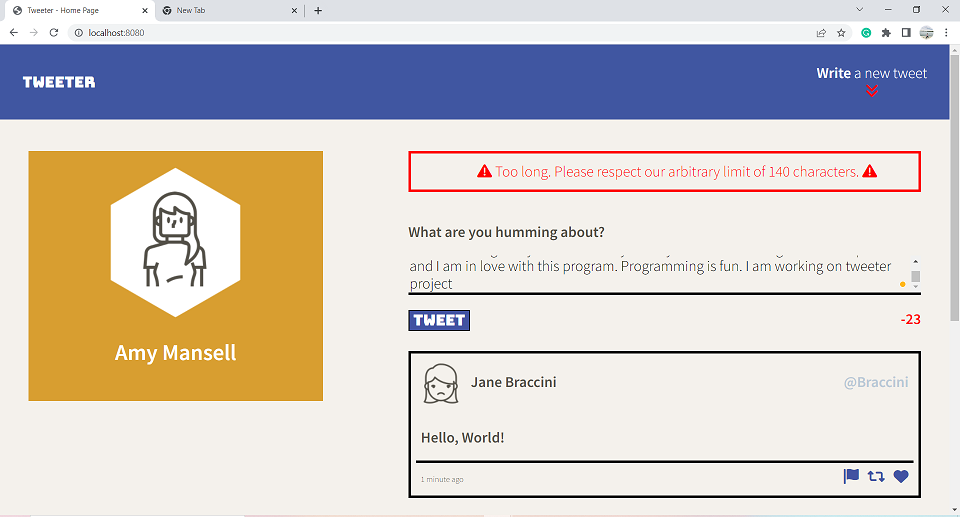 Tweeter - Home Page
New Tab
localhost:8080
TWEETER
Write a new tweet
Too long. Please respect our arbitrary limit of 140 characters.
What are you humming about?
and I am in love with this program. Programming is fun. I am working on tweeter
project
TWEET
-23
Amy Mansell
Jane Braccini
@Braccini
Hello, World!
1 minute ago